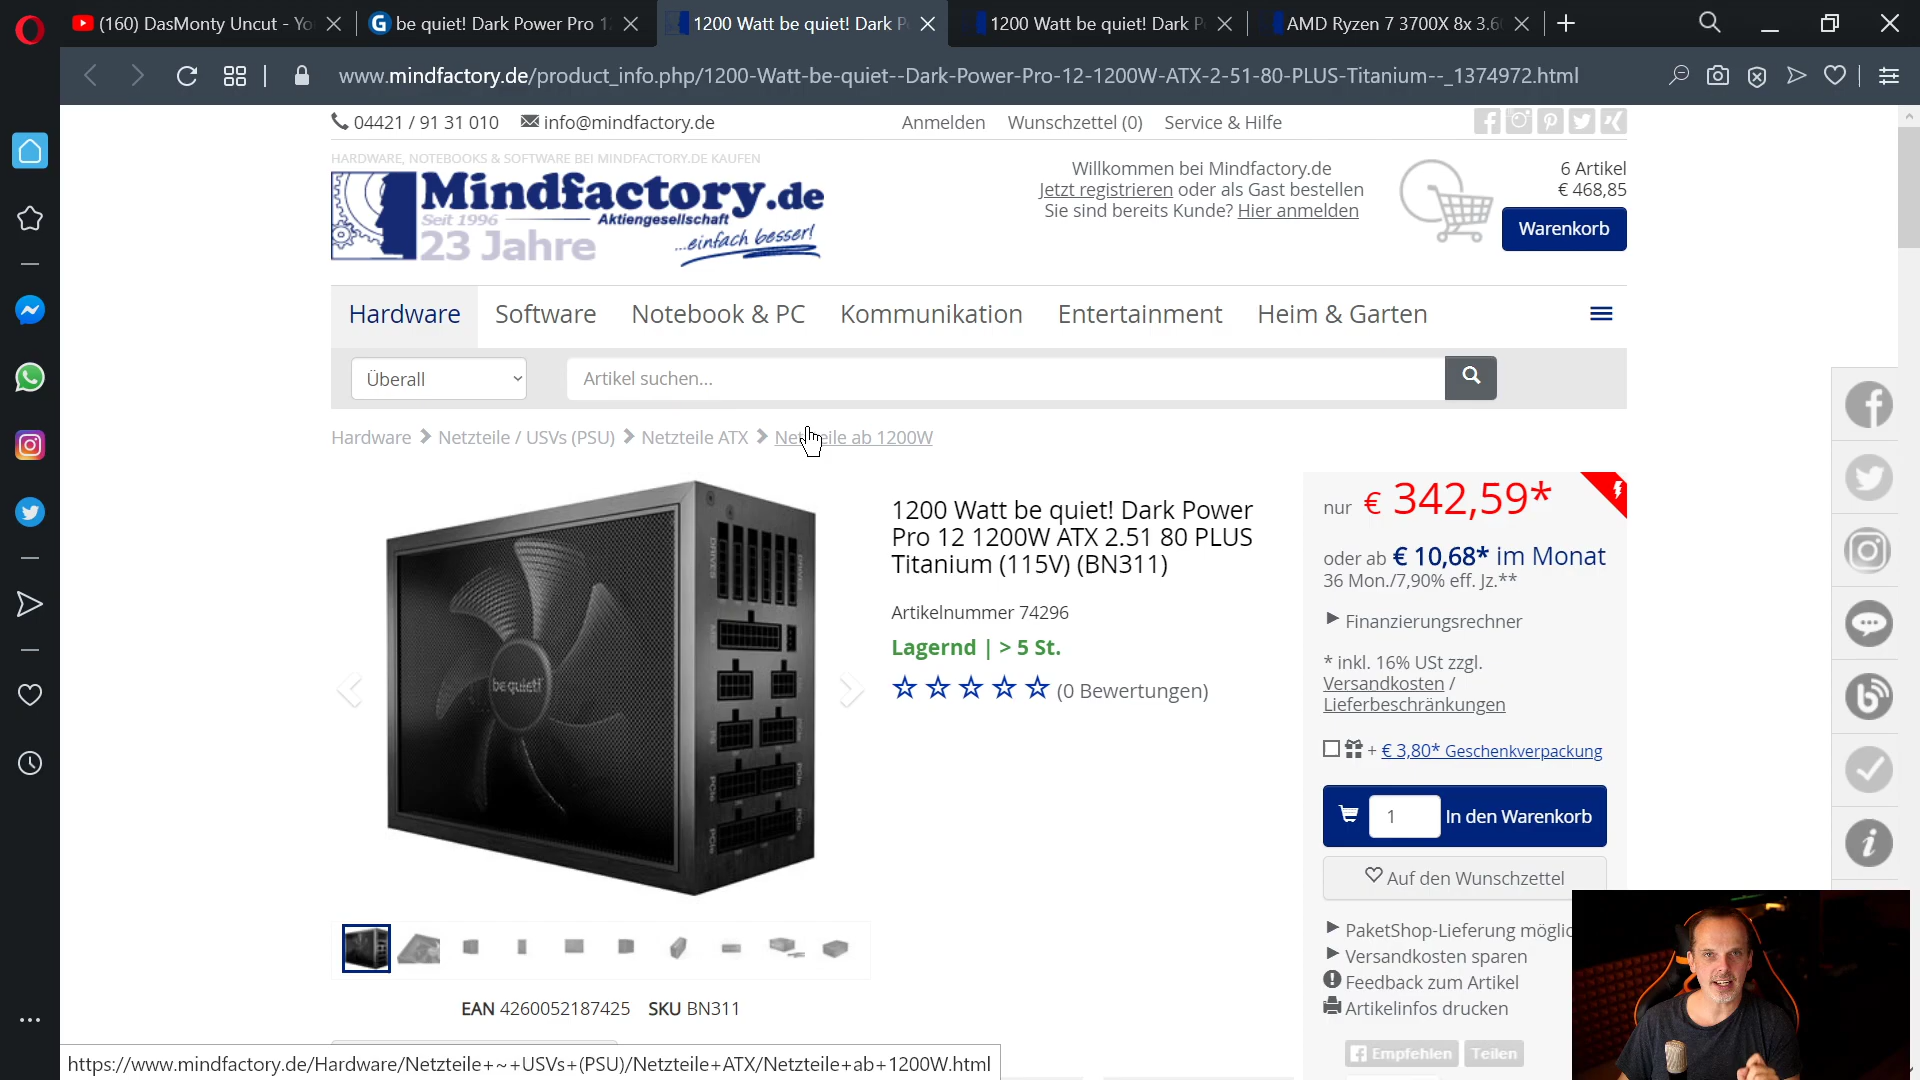 (160) DasMonty Uncut - Yo
be quiet! Dark Power Pro 1
1200 Watt be quiet! Dark P
1200 Watt be quiet! Dark P
AMD Ryzen 7 3700X 8x 3.6
www.mindfactory.de/product_info.php/1200-Watt-be-quiet--Dark-Power-Pro-12-1200W-ATX-2-51-80-PLUS-Titanium--_1374972.html
04421 / 91 31 010
info@mindfactory.de
Anmelden
Wunschzettel (0)
Service & Hilfe
HARDWARE, NOTEBOOKS & SOFTWARE BEI MINDFACTORY.DE KAUFEN
Mindfactory.de
Seit 1996
Aktiengesellschaft
23 Jahre
...einfach besser!
Willkommen bei Mindfactory.de
Jetzt registrieren oder als Gast bestellen
Sie sind bereits Kunde? Hier anmelden
6 Artikel
€ 468,85
Warenkorb
Hardware
Software
Notebook & PC
Kommunikation
Entertainment
Heim & Garten
Überall
Artikel suchen...
Hardware
Netzteile / USVs (PSU)
Netzteile ATX
Netzteile ab 1200W
be quiet!
1200 Watt be quiet! Dark Power
Pro 12 1200W ATX 2.51 80 PLUS
Titanium (115V) (BN311)
Artikelnummer 74296
Lagernd | > 5 St.
(0 Bewertungen)
nur € 342,59*
oder ab € 10,68* im Monat
36 Mon./7,90% eff. Jz.**
Finanzierungsrechner
* inkl. 16% USt zzgl.
Versandkosten /
Lieferbeschränkungen
+ € 3,80* Geschenkverpackung
1 In den Warenkorb
Auf den Wunschzettel
PaketShop-Lieferung möglic
Versandkosten sparen
Feedback zum Artikel
Artikelinfos drucken
Empfehlen
Teilen
EAN 4260052187425 SKU BN311
https://www.mindfactory.de/Hardware/Netzteile+~+USVs+(PSU)/Netzteile+ATX/Netzteile+ab+1200W.html